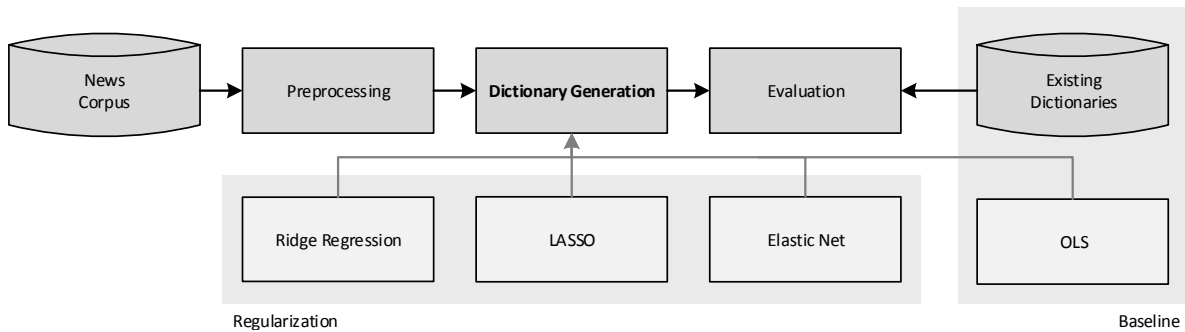 News
Corpus
Preprocessing
Dictionary Generation
Evaluation
Existing
Dictionaries
Ridge Regression
LASSO
Elastic Net
OLS
Regularization
Baseline